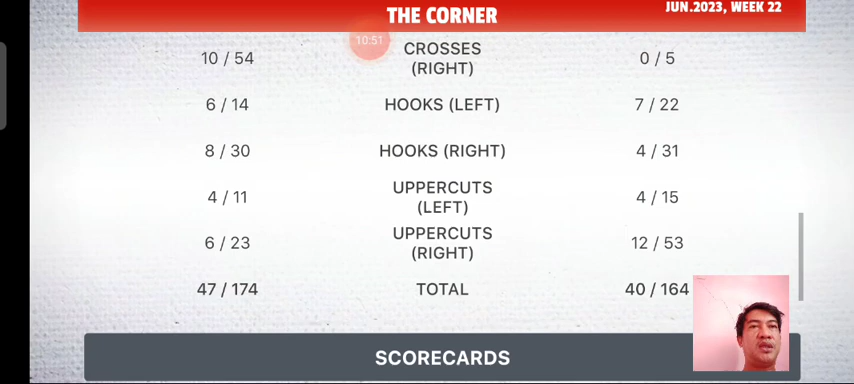 THE CORNER
JUN.2023, WEEK 22
10:51
10 / 54 CROSSES (RIGHT) 0 / 5
6 / 14 HOOKS (LEFT) 7 / 22
8 / 30 HOOKS (RIGHT) 4 / 31
4 / 11 UPPERCUTS (LEFT) 4 / 15
6 / 23 UPPERCUTS (RIGHT) 12 / 53
47 / 174 TOTAL 40 / 164
SCORECARDS